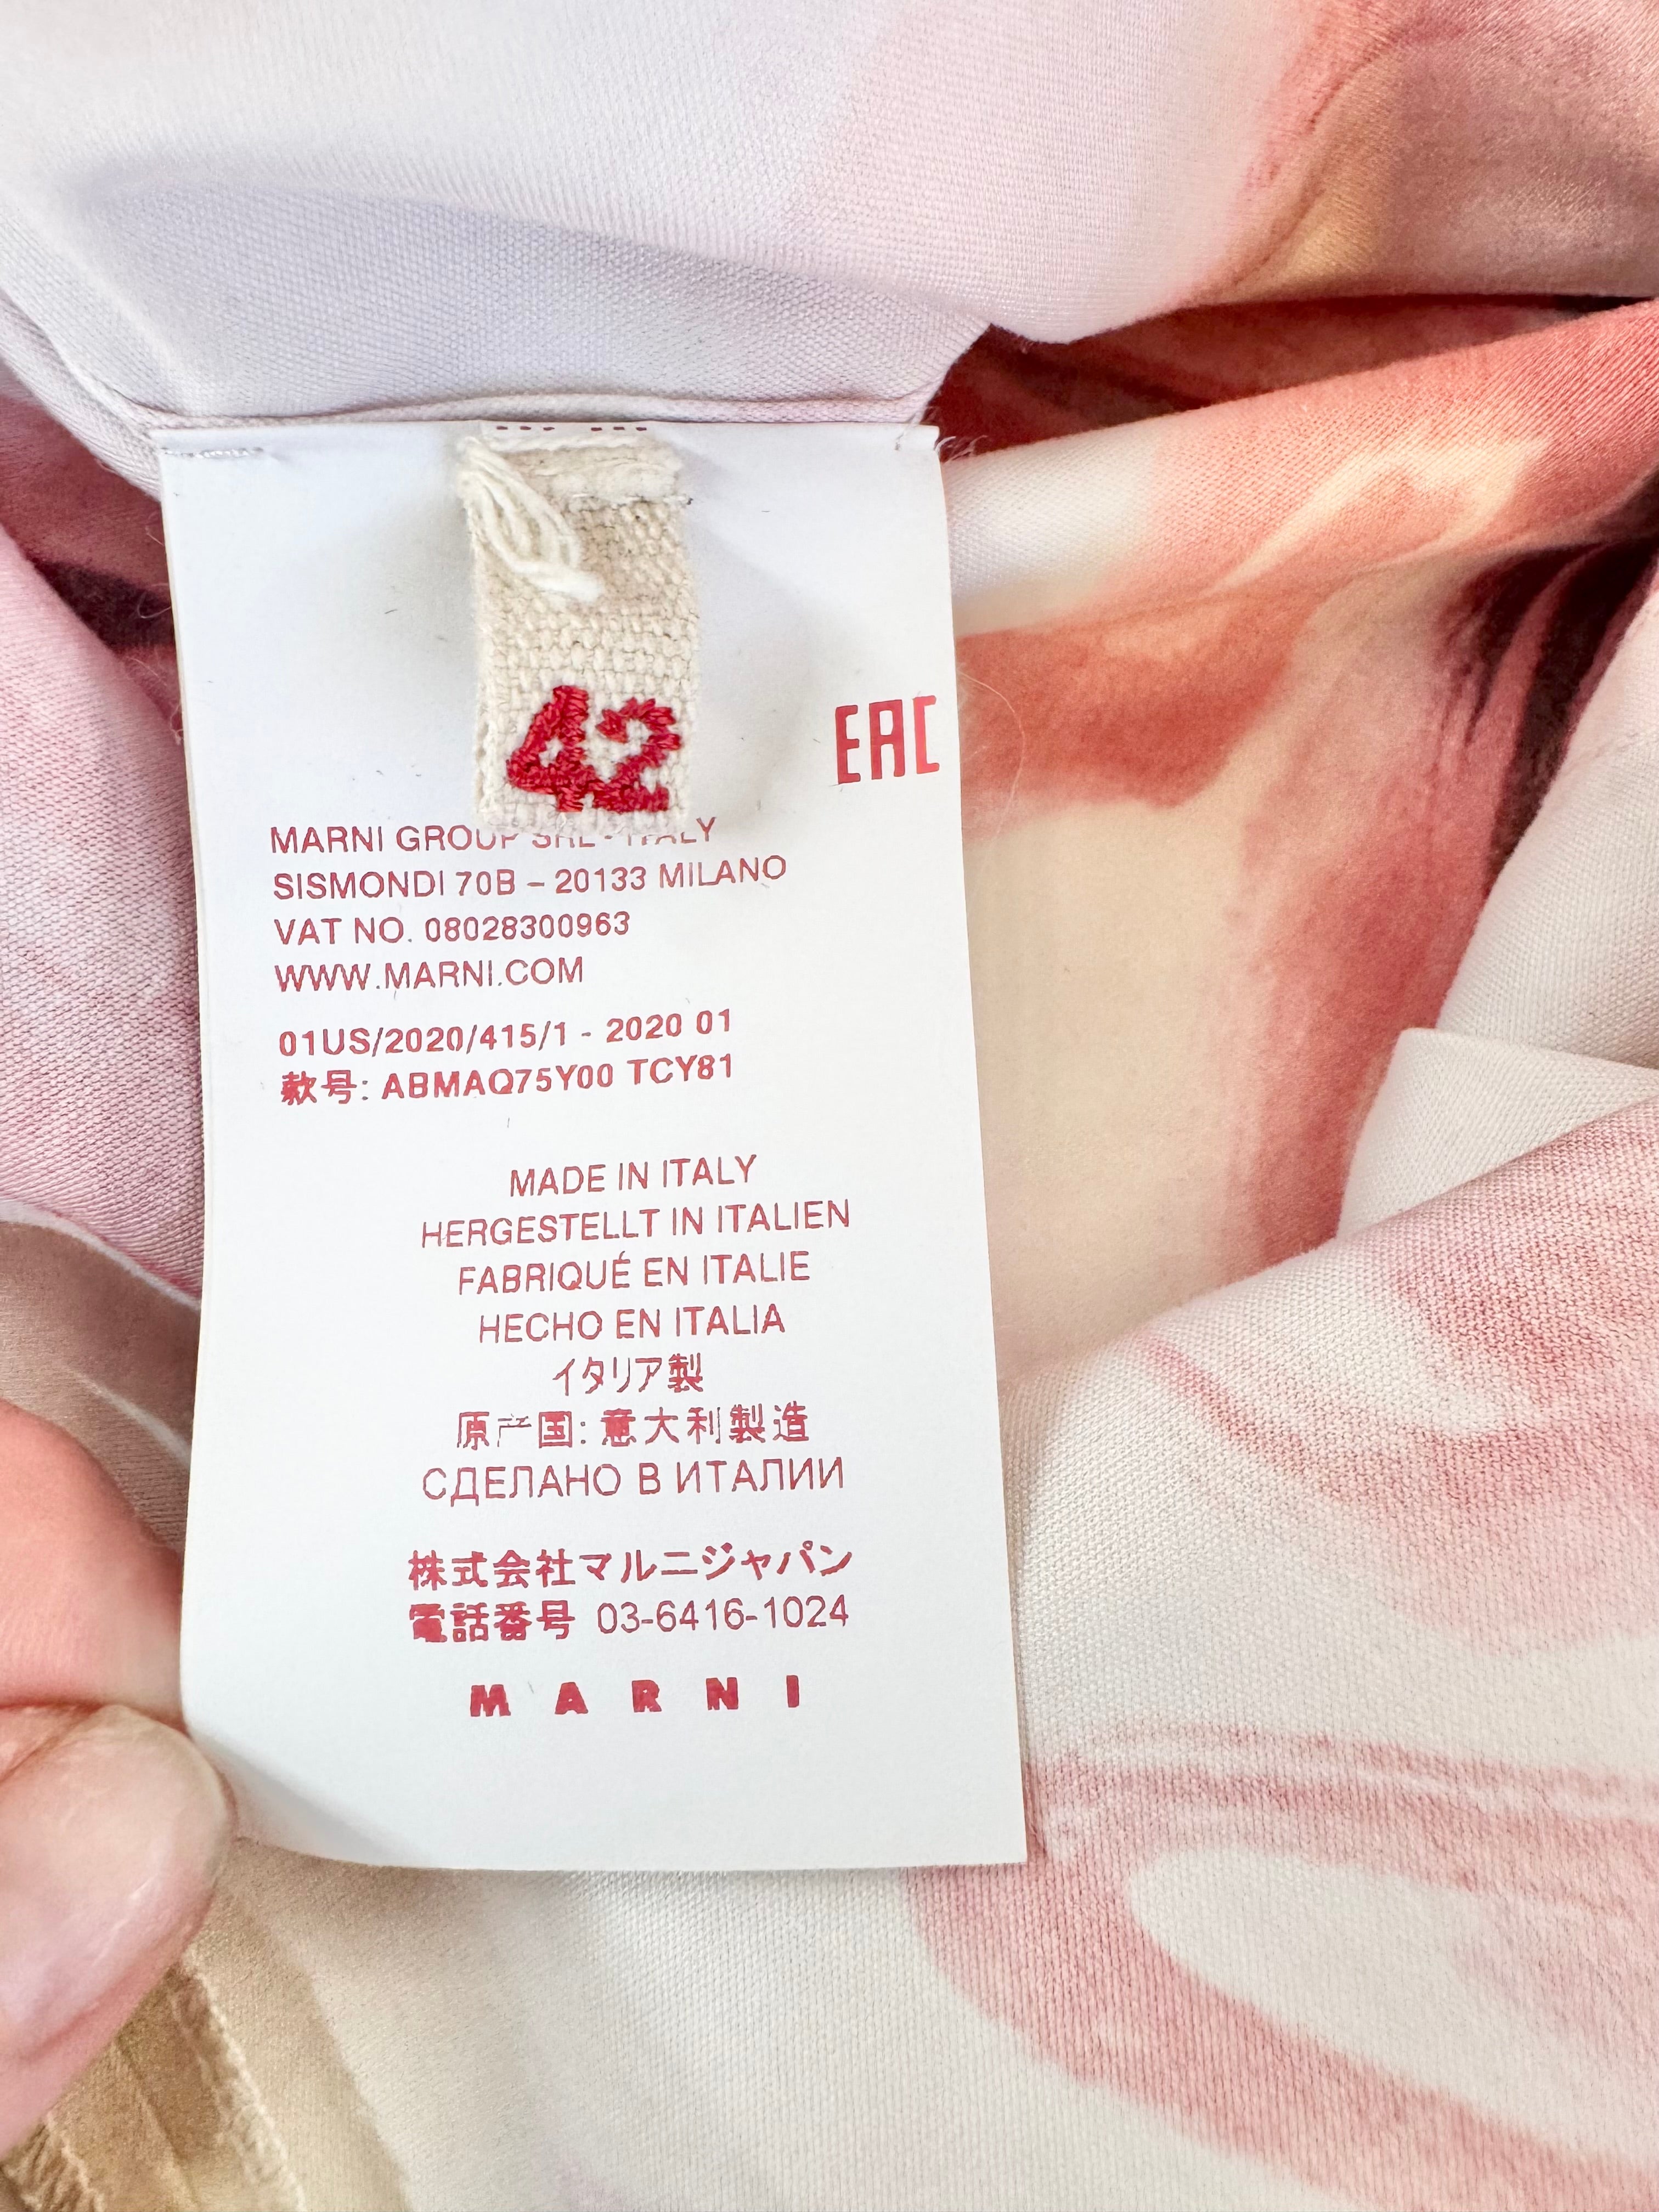 42
EAC
MARNI GROUP SRL - ITALY
SISMONDI 70B – 20133 MILANO
VAT NO. 08028300963
WWW.MARNI.COM
01US/2020/415/1 - 2020 01
款号: ABMAQ75Y00 TCY81
MADE IN ITALY
HERGESTELLT IN ITALIEN
FABRIQUÉ EN ITALIE
HECHO EN ITALIA
イタリア製
原产国: 意大利製造
СДЕЛАНО В ИТАЛИИ
株式会社マルニジャパン
電話番号 03-6416-1024
MARNI